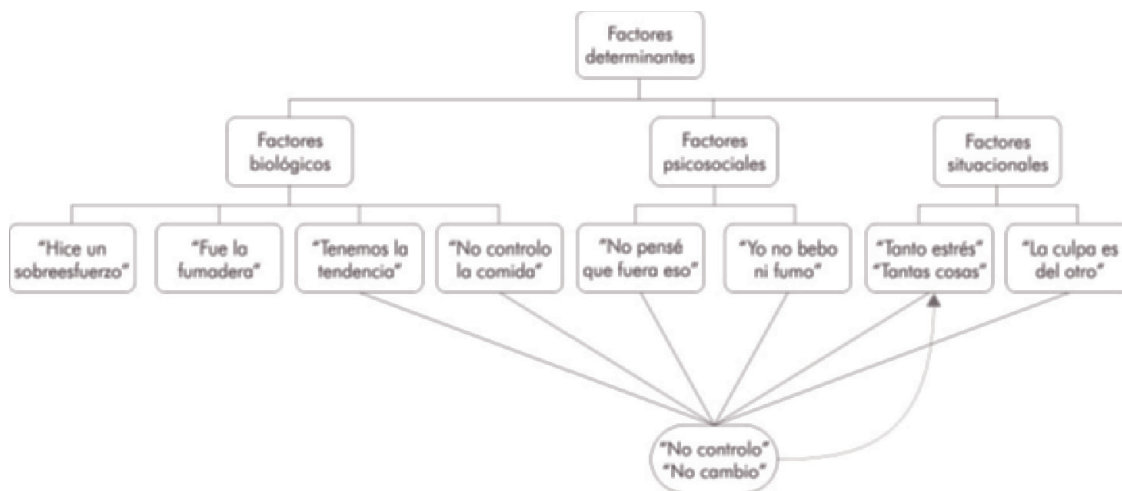 Factores
determinantes
Factores
biológicos
Factores
psicosociales
Factores
situacionales
“Hice un
sobreesfuerzo”
“Fue la
fumadera”
“Tenemos la
tendencia”
“No controlo
la comida”
“No pensé
que fuera eso”
“Yo no bebo
ni fumo”
“Tanto estrés”
“Tantas cosas”
“La culpa es
del otro”
“No controlo”
“No cambio”